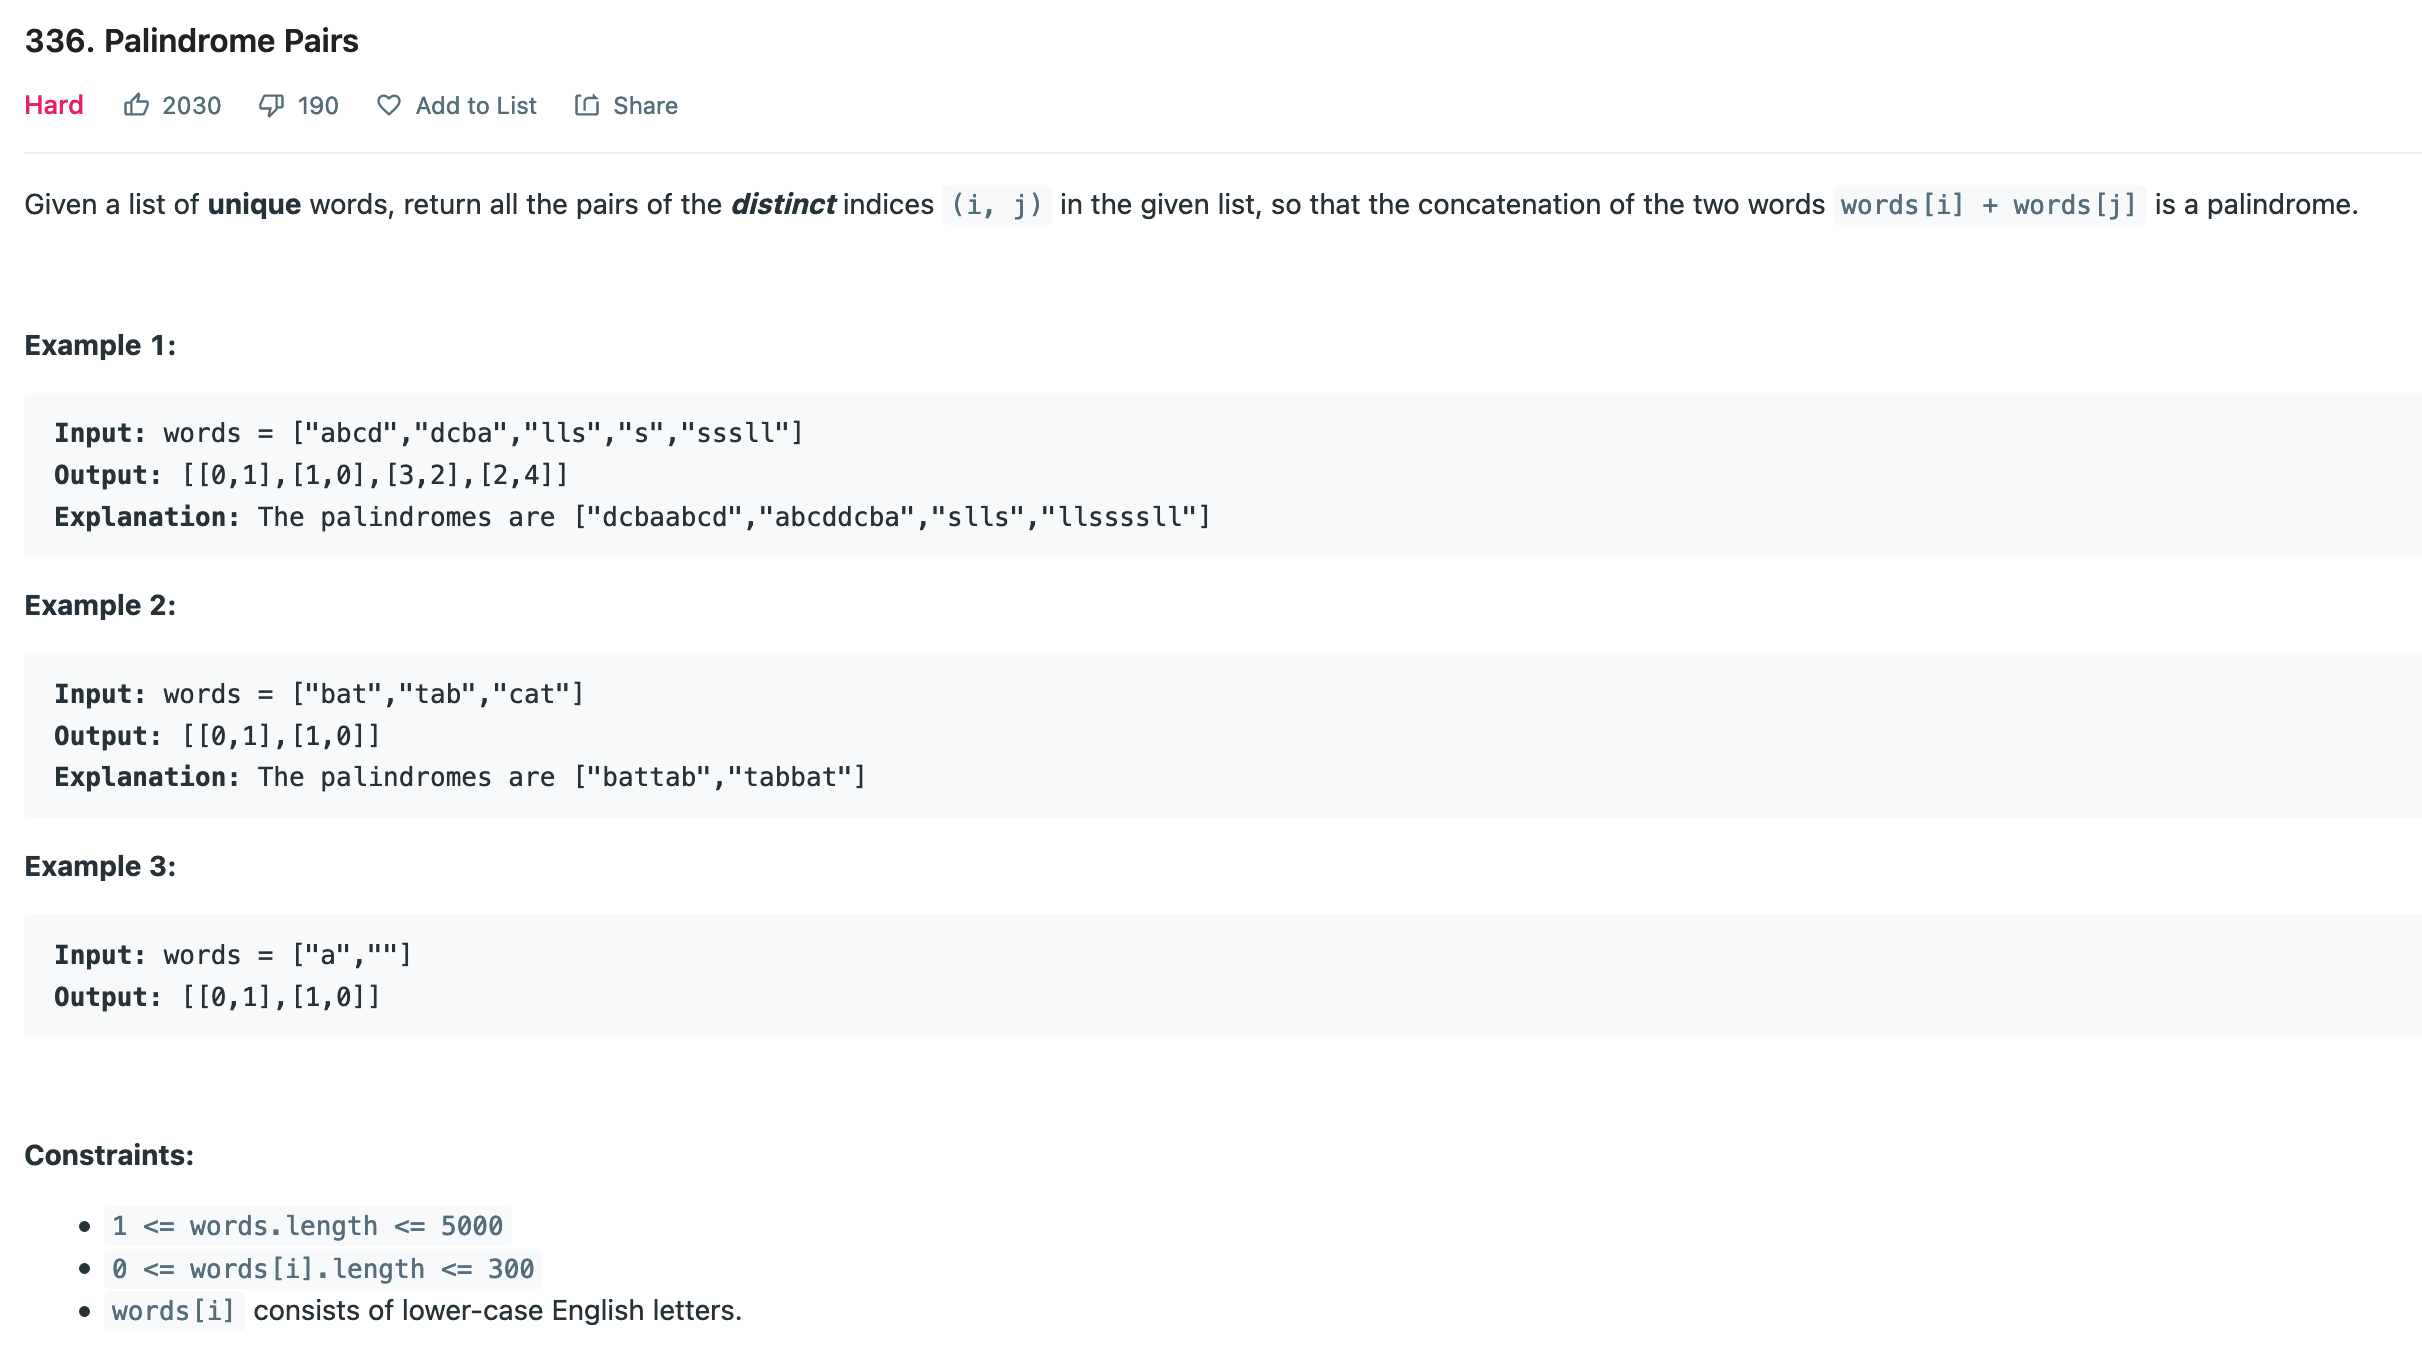 336. Palindrome Pairs
Hard 2030 190 Add to List Share
Given a list of unique words, return all the pairs of the distinct indices (i, j) in the given list, so that the concatenation of the two words words[i] + words[j] is a palindrome.
Example 1:
Input: words = ["abcd","dcba","lls","s","sssll"]
Output: [[0,1],[1,0],[3,2],[2,4]]
Explanation: The palindromes are ["dcbaabcd","abcddcba","slls","llssssll"]
Example 2:
Input: words = ["bat","tab","cat"]
Output: [[0,1],[1,0]]
Explanation: The palindromes are ["battab","tabbat"]
Example 3:
Input: words = ["a",""]
Output: [[0,1],[1,0]]
Constraints:
• 1 <= words.length <= 5000
• 0 <= words[i].length <= 300
• words[i] consists of lower-case English letters.